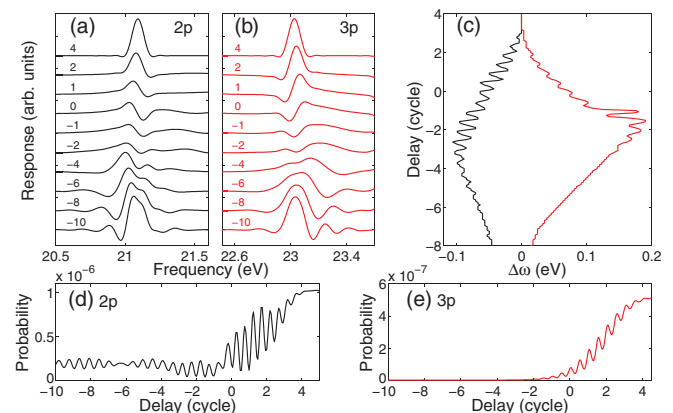 (a) 2p
(b) 3p
(c)
Response (arb. units)
4
2
1
0
−1
−2
−4
−6
−8
−10
4
2
1
0
−1
−2
−4
−6
−8
−10
20.5 21 21.5
22.6 23 23.4
Frequency (eV)
Delay (cycle)
4
2
0
−2
−4
−6
−8
−0.1 0 0.1 0.2
Δω (eV)
x 10⁻⁶
(d) 2p
Probability
1
0.5
0
−10 −8 −6 −4 −2 0 2 4
Delay (cycle)
x 10⁻⁷
(e) 3p
Probability
6
4
2
0
−10 −8 −6 −4 −2 0 2 4
Delay (cycle)